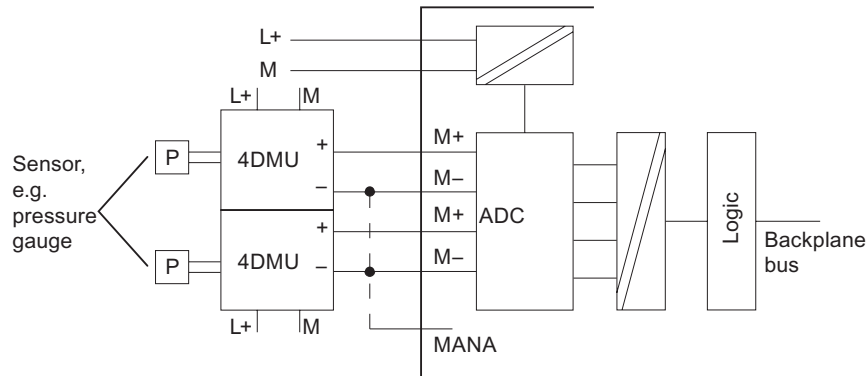 L+
M
L+
M
M+
+
P
4DMU
Sensor,
e.g.
pressure
gauge
–
M–
M+
ADC
Logic
+
P
4DMU
–
M–
Backplane
bus
L+
M
MANA